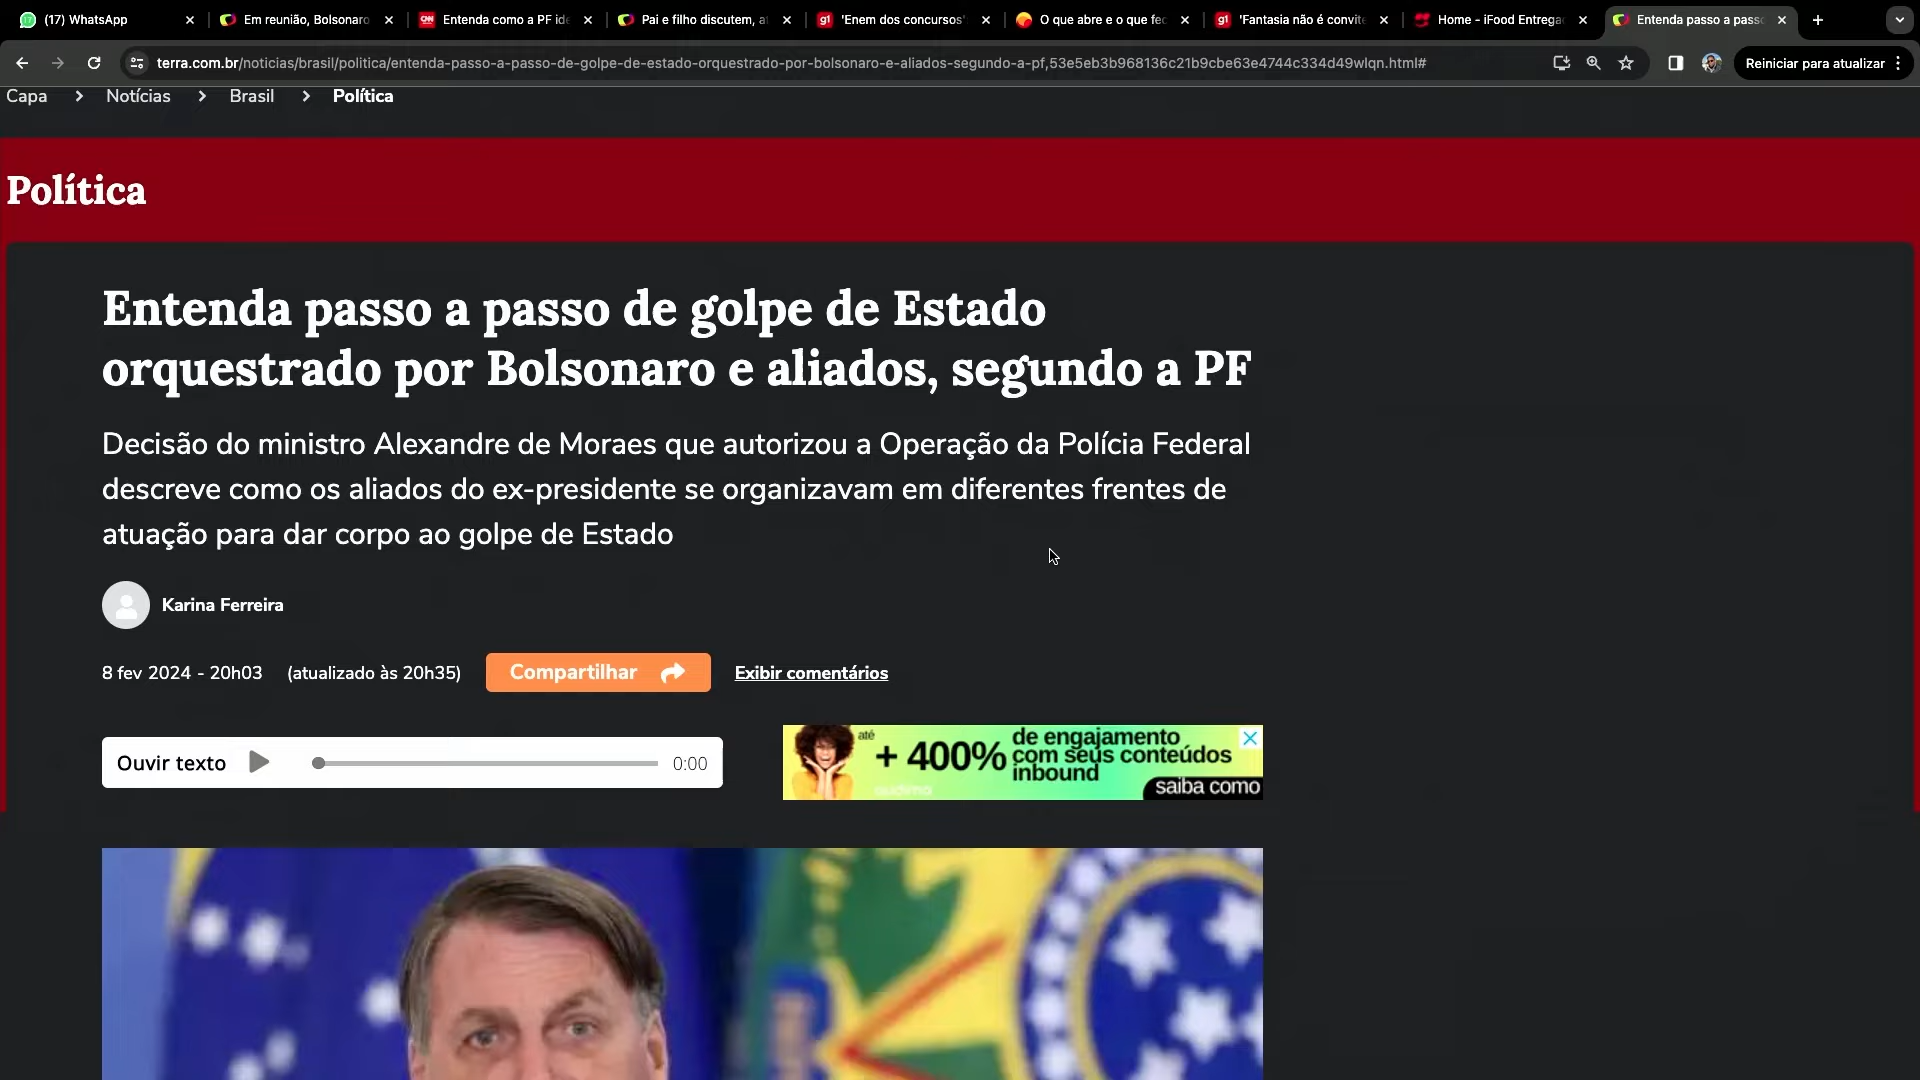 (17) WhatsApp
Em reunião, Bolsonaro
Entenda como a PF ide
Pai e filho discutem, a
'Enem dos concursos'
O que abre e o que fec
'Fantasia não é convite
Home - iFood Entrega
Entenda passo a passo
terra.com.br/noticias/brasil/politica/entenda-passo-a-passo-de-golpe-de-estado-orquestrado-por-bolsonaro-e-aliados-segundo-a-pf,53e5eb3b968136c21b9cbe63e4744c334d49wlqn.html#
Reiniciar para atualizar
Capa > Notícias > Brasil > Política
Política
Entenda passo a passo de golpe de Estado
orquestrado por Bolsonaro e aliados, segundo a PF
Decisão do ministro Alexandre de Moraes que autorizou a Operação da Polícia Federal
descreve como os aliados do ex-presidente se organizavam em diferentes frentes de
atuação para dar corpo ao golpe de Estado
Karina Ferreira
8 fev 2024 - 20h03 (atualizado às 20h35)
Compartilhar
Exibir comentários
Ouvir texto
0:00
até
+ 400%
de engajamento
com seus conteúdos
inbound
saiba como